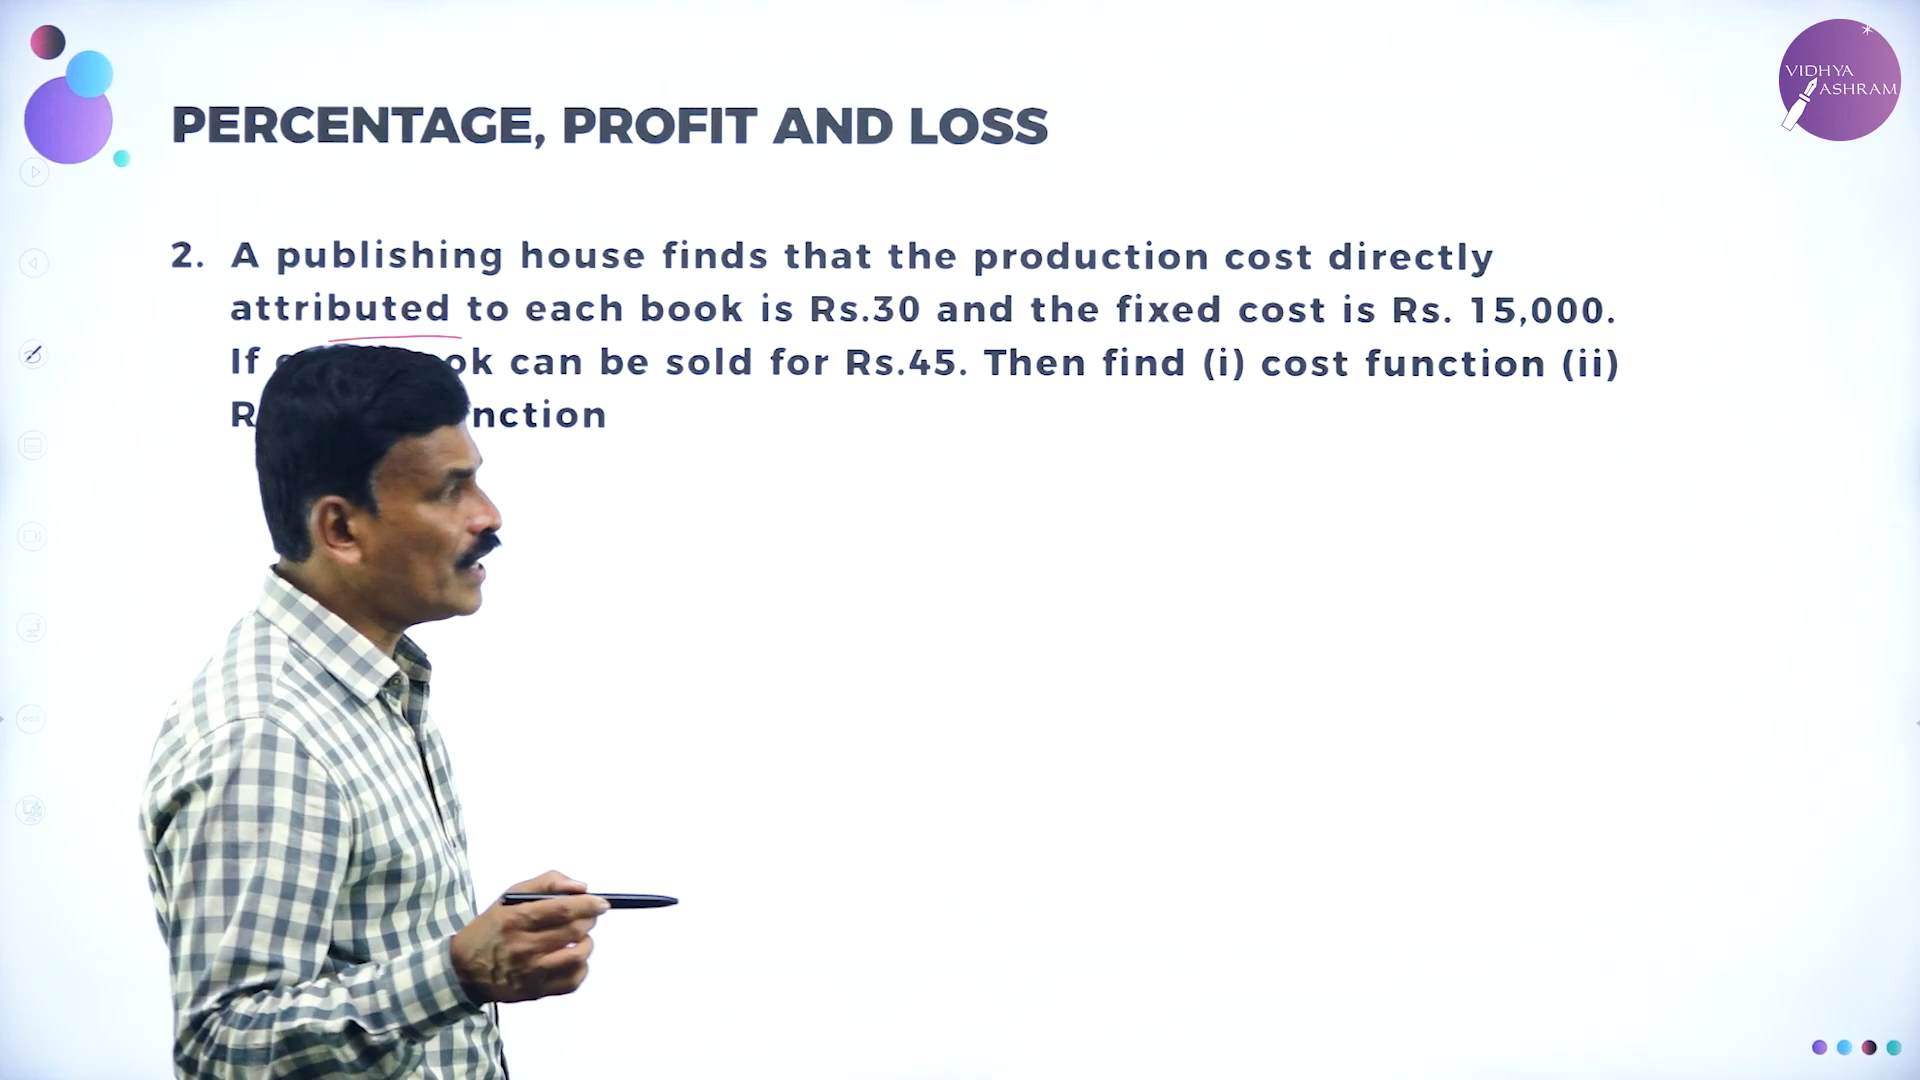 VIDHYA
ASHRAM
PERCENTAGE, PROFIT AND LOSS
2. A publishing house finds that the production cost directly
attributed to each book is Rs.30 and the fixed cost is Rs. 15,000.
If can be sold for Rs.45. Then find (i) cost function (ii)